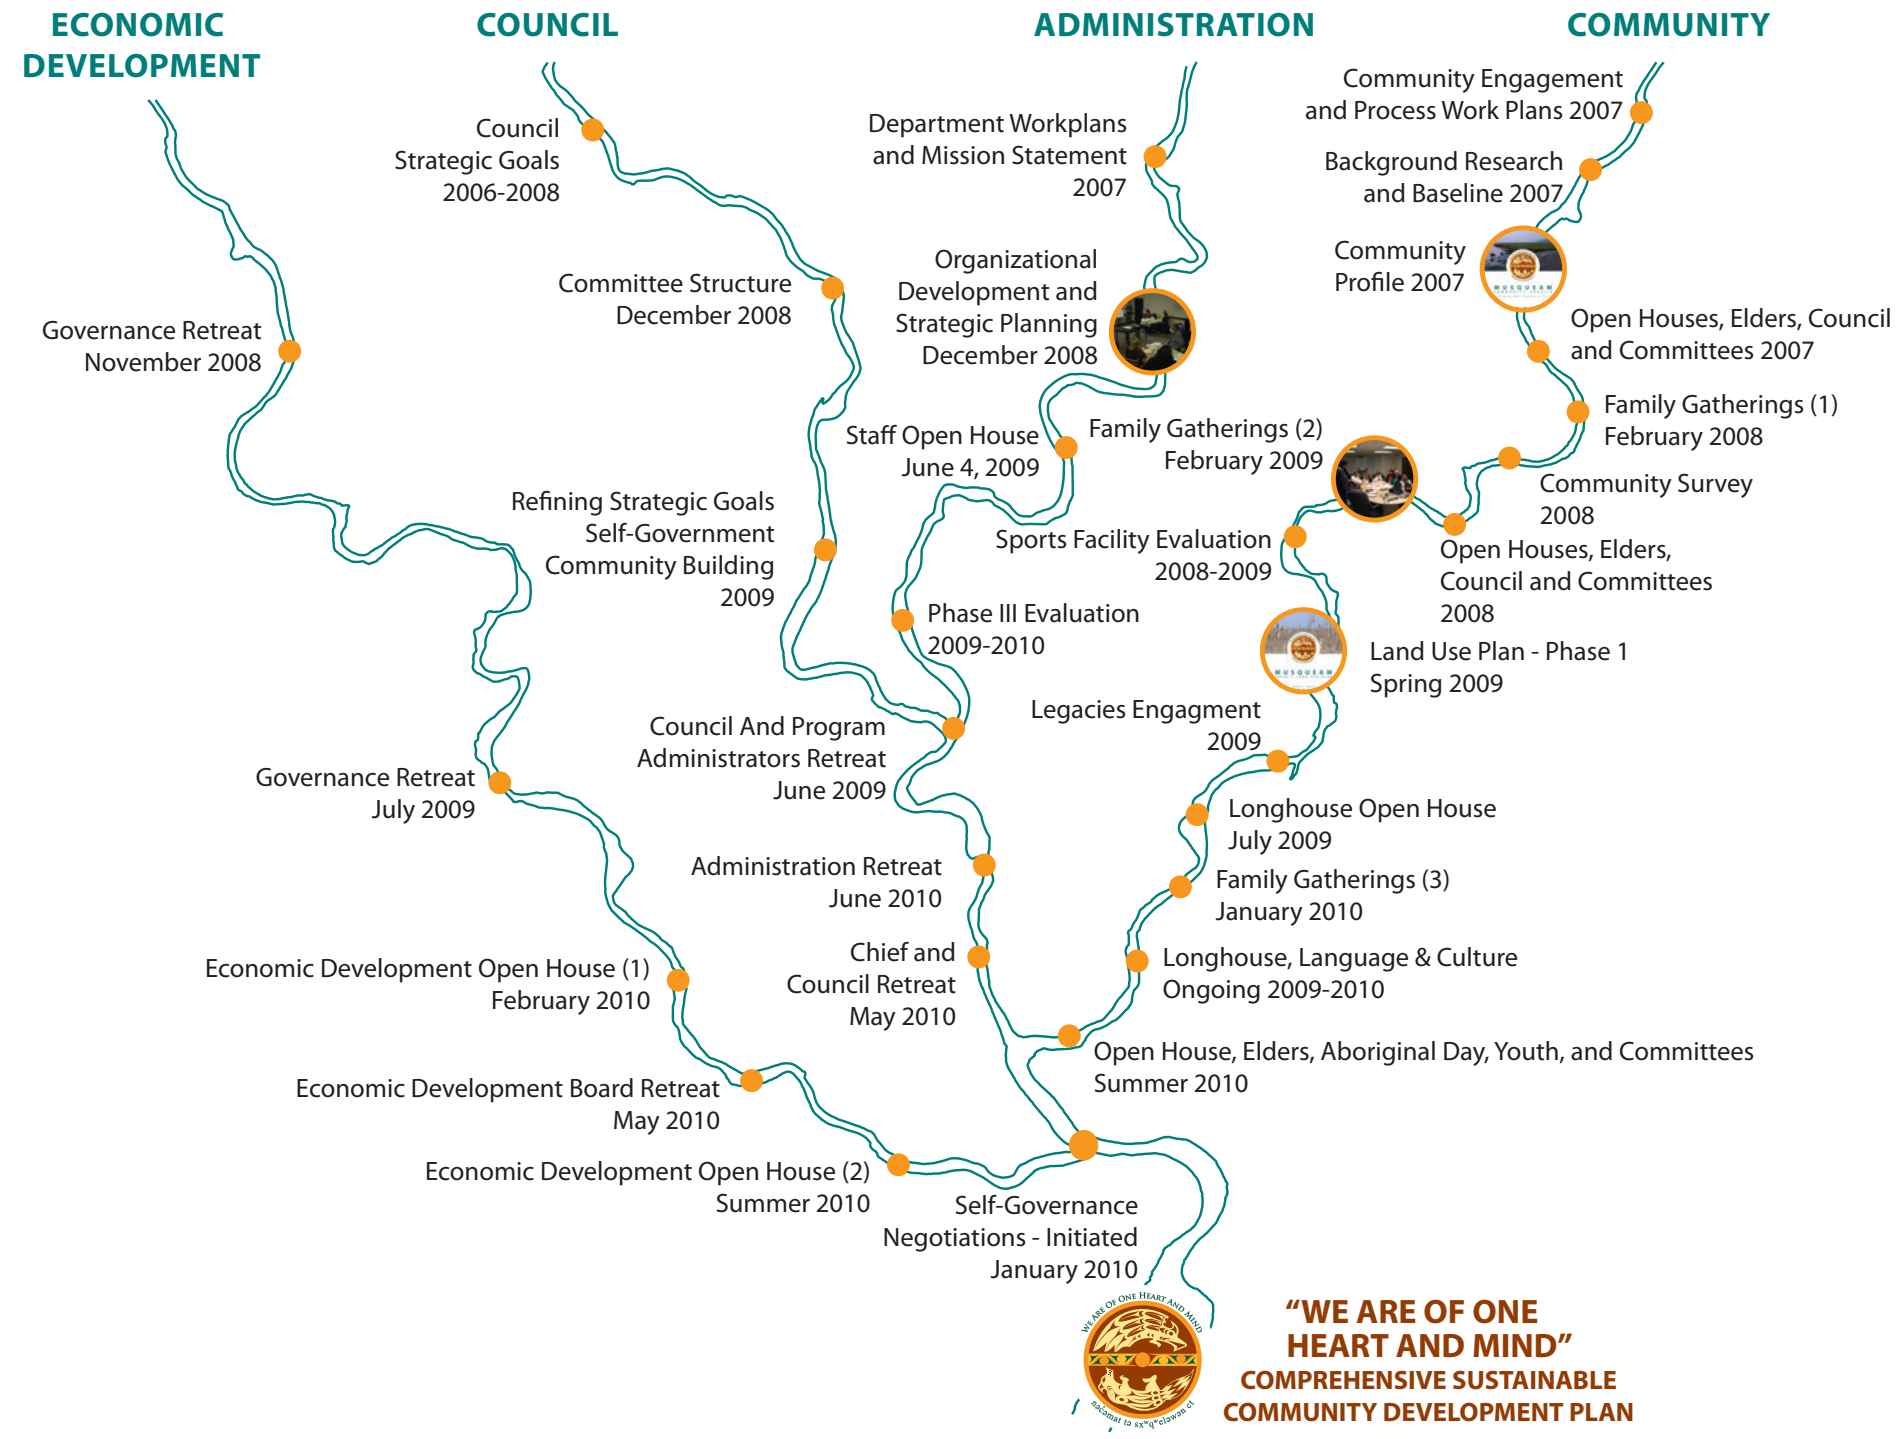 ECONOMIC
DEVELOPMENT
Governance Retreat
November 2008
Governance Retreat
July 2009
Economic Development Open House (1)
February 2010
Economic Development Board Retreat
May 2010
Economic Development Open House (2)
Summer 2010
COUNCIL
Council
Strategic Goals
2006-2008
Committee Structure
December 2008
Refining Strategic Goals
Self-Government
Community Building
2009
Council And Program
Administrators Retreat
June 2009
Administration Retreat
June 2010
Chief and
Council Retreat
May 2010
ADMINISTRATION
Department Workplans
and Mission Statement
2007
Organizational
Development and
Strategic Planning
December 2008
Staff Open House
June 4, 2009
Phase III Evaluation
2009-2010
COMMUNITY
Community Engagement
and Process Work Plans 2007
Background Research
and Baseline 2007
Community
Profile 2007
MUSQUEAM
Open Houses, Elders, Council
and Committees 2007
Family Gatherings (1)
February 2008
Community Survey
2008
Open Houses, Elders,
Council and Committees
2008
Family Gatherings (2)
February 2009
Sports Facility Evaluation
2008-2009
MUSQUEAM
Land Use Plan - Phase 1
Spring 2009
Legacies Engagment
2009
Longhouse Open House
July 2009
Family Gatherings (3)
January 2010
Longhouse, Language & Culture
Ongoing 2009-2010
Open House, Elders, Aboriginal Day, Youth, and Committees
Summer 2010
Self-Governance
Negotiations - Initiated
January 2010
WE ARE OF ONE HEART AND MIND
“WE ARE OF ONE
HEART AND MIND”
COMPREHENSIVE SUSTAINABLE
COMMUNITY DEVELOPMENT PLAN